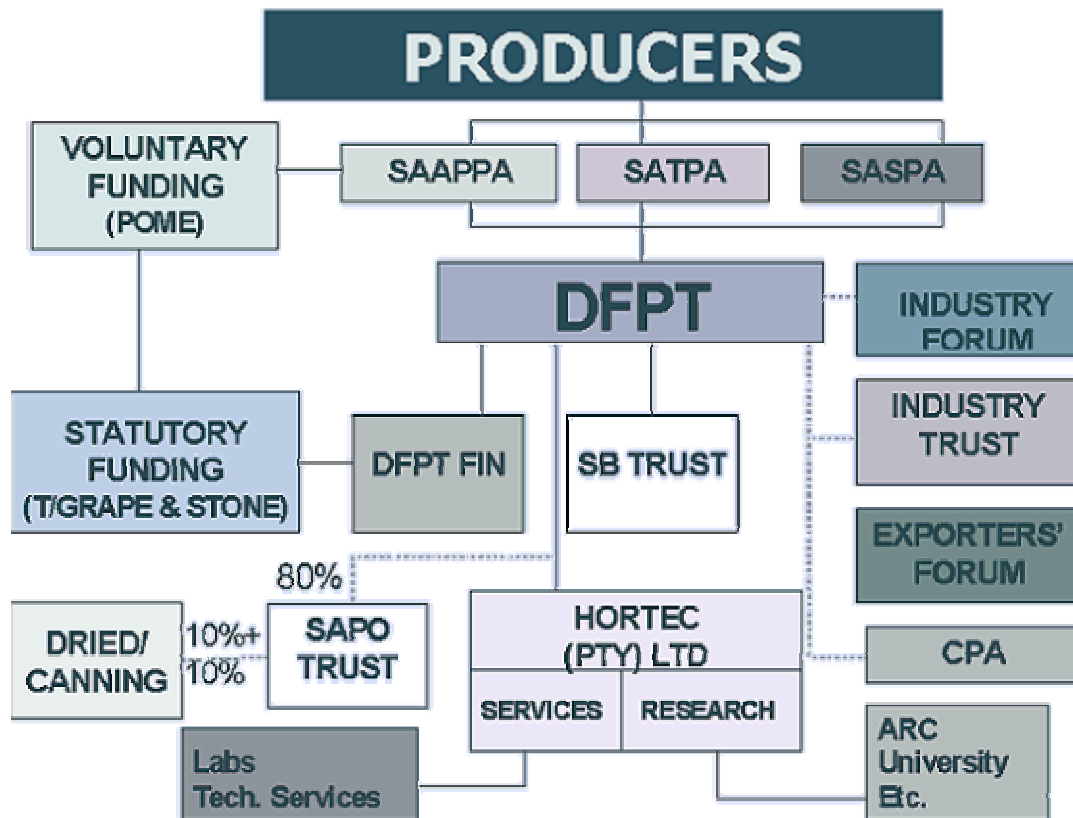 PRODUCERS
VOLUNTARY
FUNDING
(POME)
SAAPPA
SATPA
SASPA
DFPT
INDUSTRY
FORUM
STATUTORY
FUNDING
(T/GRAPE & STONE)
DFPT FIN
SB TRUST
INDUSTRY
TRUST
EXPORTERS'
FORUM
80%
DRIED/
CANNING
10%+
10%
SAPO
TRUST
HORTEC
(PTY) LTD
SERVICES
RESEARCH
CPA
Labs
Tech. Services
ARC
University
Etc.